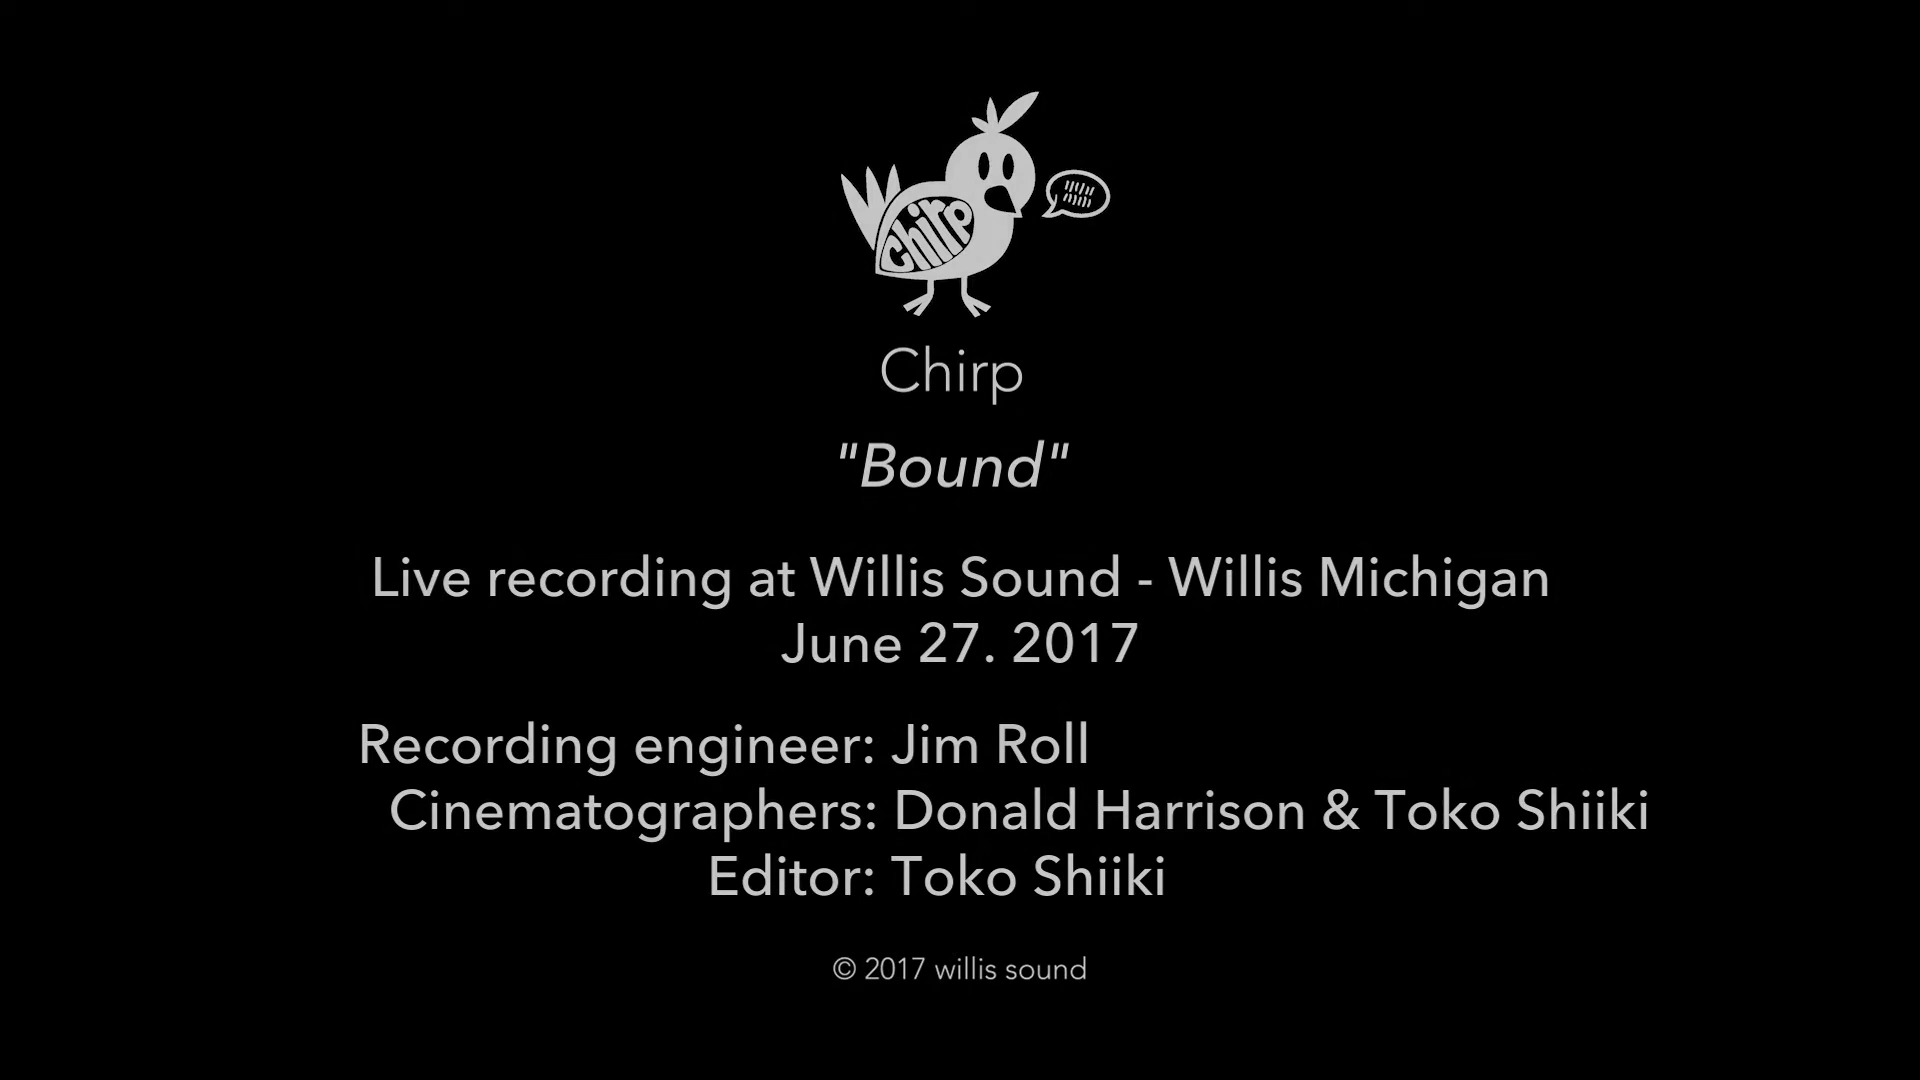 Chirp
Chirp
"Bound"
Live recording at Willis Sound - Willis Michigan
June 27. 2017
Recording engineer: Jim Roll
Cinematographers: Donald Harrison & Toko Shiiki
Editor: Toko Shiiki
© 2017 willis sound